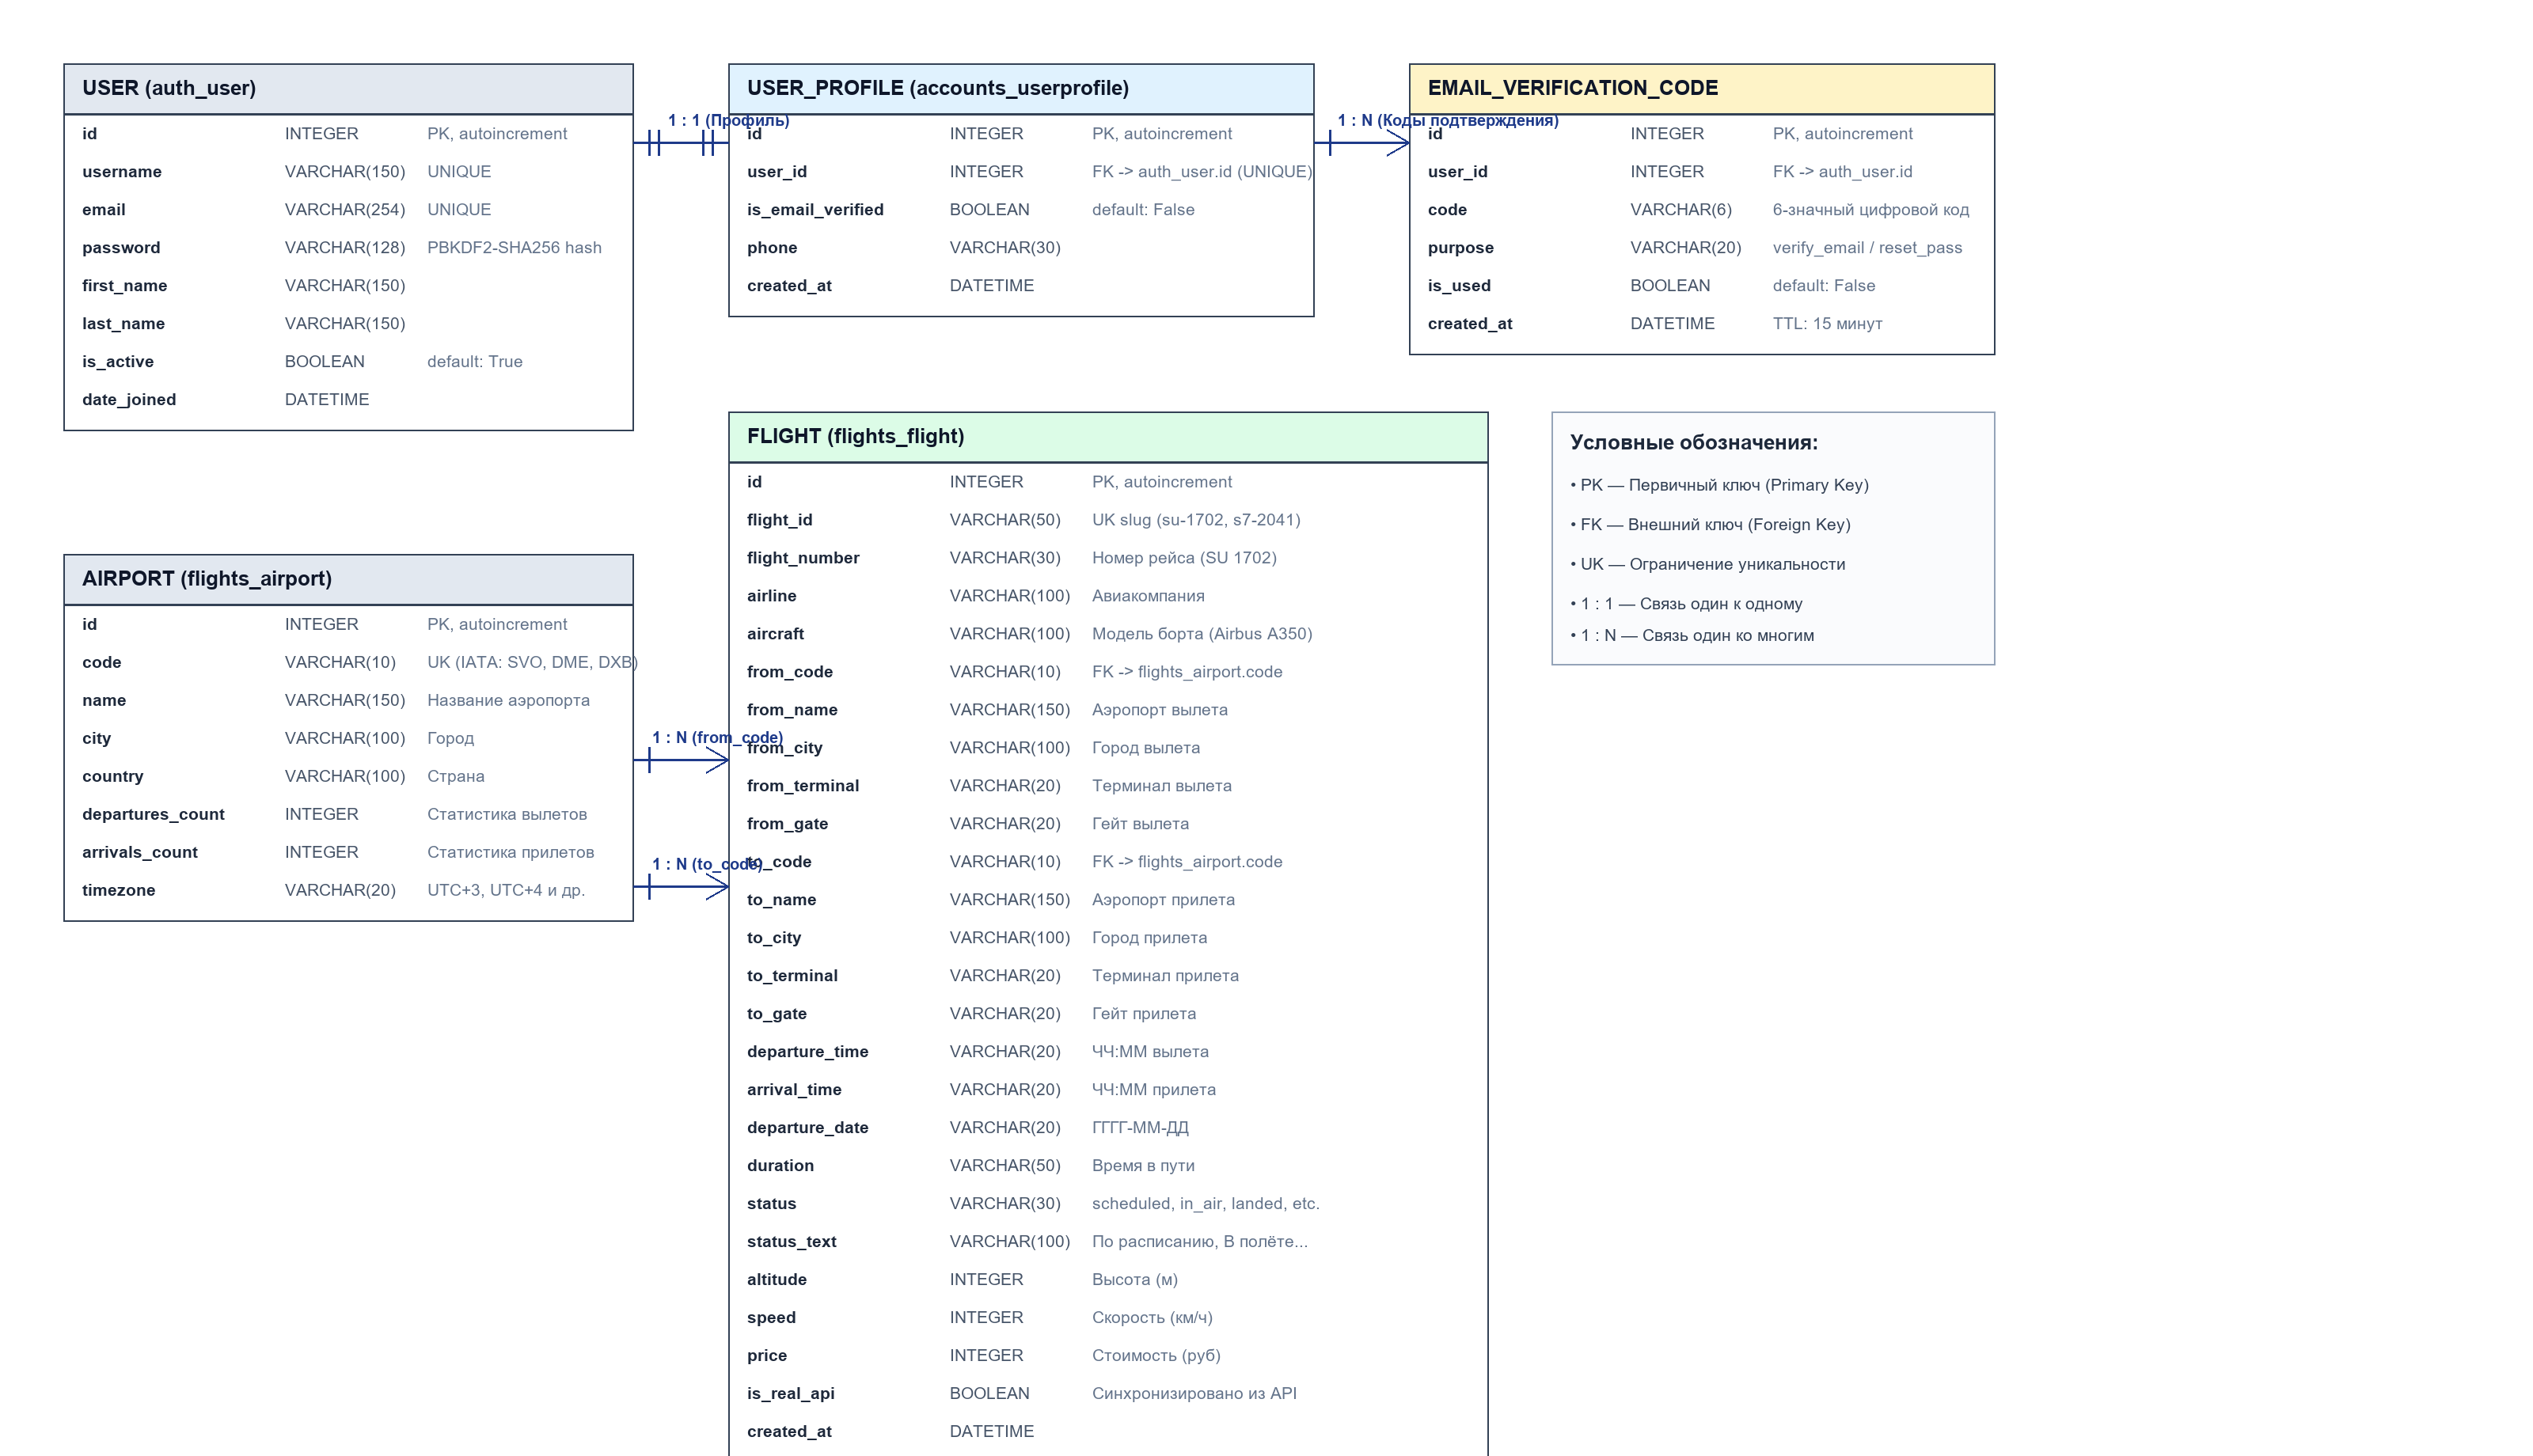 USER (auth_user)
id INTEGER PK, autoincrement
username VARCHAR(150) UNIQUE
email VARCHAR(254) UNIQUE
password VARCHAR(128) PBKDF2-SHA256 hash
first_name VARCHAR(150)
last_name VARCHAR(150)
is_active BOOLEAN default: True
date_joined DATETIME
1 : 1 (Профиль)
USER_PROFILE (accounts_userprofile)
id INTEGER PK, autoincrement
user_id INTEGER FK -> auth_user.id (UNIQUE)
is_email_verified BOOLEAN default: False
phone VARCHAR(30)
created_at DATETIME
1 : N (Коды подтверждения)
EMAIL_VERIFICATION_CODE
id INTEGER PK, autoincrement
user_id INTEGER FK -> auth_user.id
code VARCHAR(6) 6-значный цифровой код
purpose VARCHAR(20) verify_email / reset_pass
is_used BOOLEAN default: False
created_at DATETIME TTL: 15 минут
AIRPORT (flights_airport)
id INTEGER PK, autoincrement
code VARCHAR(10) UK (IATA: SVO, DME, DXB)
name VARCHAR(150) Название аэропорта
city VARCHAR(100) Город
country VARCHAR(100) Страна
departures_count INTEGER Статистика вылетов
arrivals_count INTEGER Статистика прилетов
timezone VARCHAR(20) UTC+3, UTC+4 и др.
1 : N (from_code)
1 : N (to_code)
FLIGHT (flights_flight)
id INTEGER PK, autoincrement
flight_id VARCHAR(50) UK slug (su-1702, s7-2041)
flight_number VARCHAR(30) Номер рейса (SU 1702)
airline VARCHAR(100) Авиакомпания
aircraft VARCHAR(100) Модель борта (Airbus A350)
from_code VARCHAR(10) FK -> flights_airport.code
from_name VARCHAR(150) Аэропорт вылета
from_city VARCHAR(100) Город вылета
from_terminal VARCHAR(20) Терминал вылета
from_gate VARCHAR(20) Гейт вылета
to_code VARCHAR(10) FK -> flights_airport.code
to_name VARCHAR(150) Аэропорт прилета
to_city VARCHAR(100) Город прилета
to_terminal VARCHAR(20) Терминал прилета
to_gate VARCHAR(20) Гейт прилета
departure_time VARCHAR(20) ЧЧ:ММ вылета
arrival_time VARCHAR(20) ЧЧ:ММ прилета
departure_date VARCHAR(20) ГГГГ-ММ-ДД
duration VARCHAR(50) Время в пути
status VARCHAR(30) scheduled, in_air, landed, etc.
status_text VARCHAR(100) По расписанию, В полёте...
altitude INTEGER Высота (м)
speed INTEGER Скорость (км/ч)
price INTEGER Стоимость (руб)
is_real_api BOOLEAN Синхронизировано из API
created_at DATETIME
Условные обозначения:
• PK — Первичный ключ (Primary Key)
• FK — Внешний ключ (Foreign Key)
• UK — Ограничение уникальности
• 1 : 1 — Связь один к одному
• 1 : N — Связь один ко многим